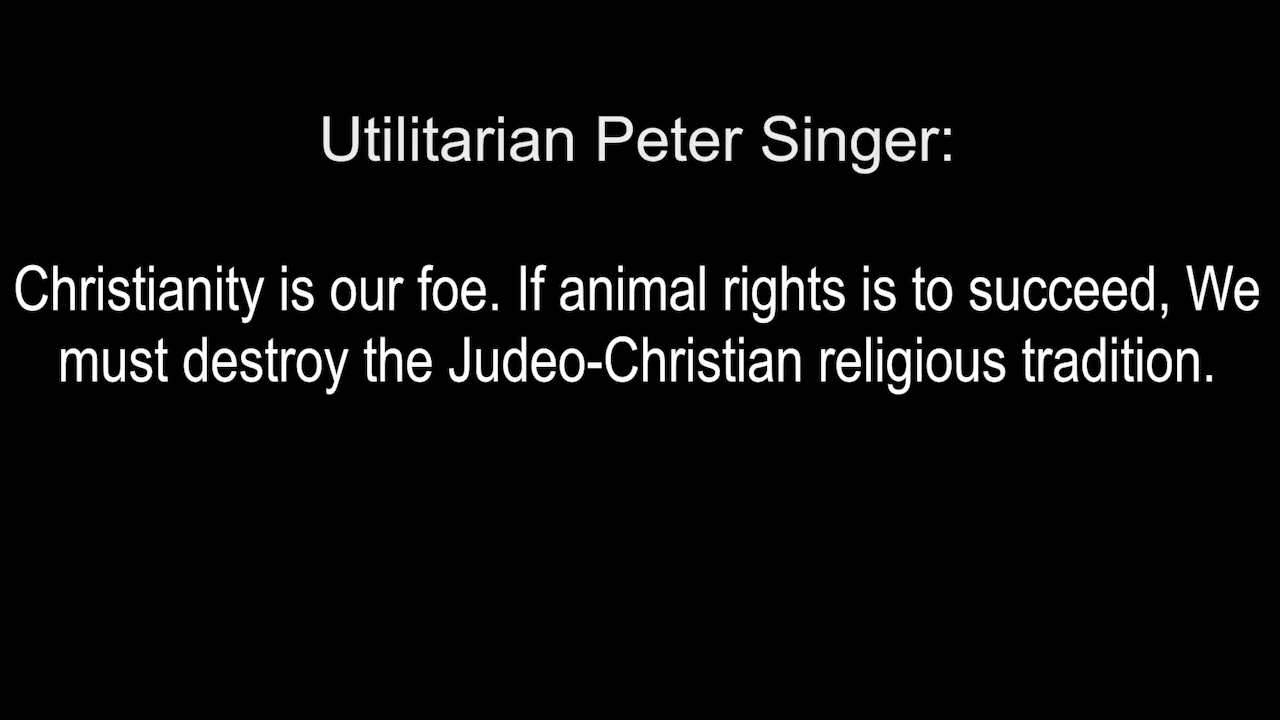 Utilitarian Peter Singer:
Christianity is our foe. If animal rights is to succeed, We
must destroy the Judeo-Christian religious tradition.